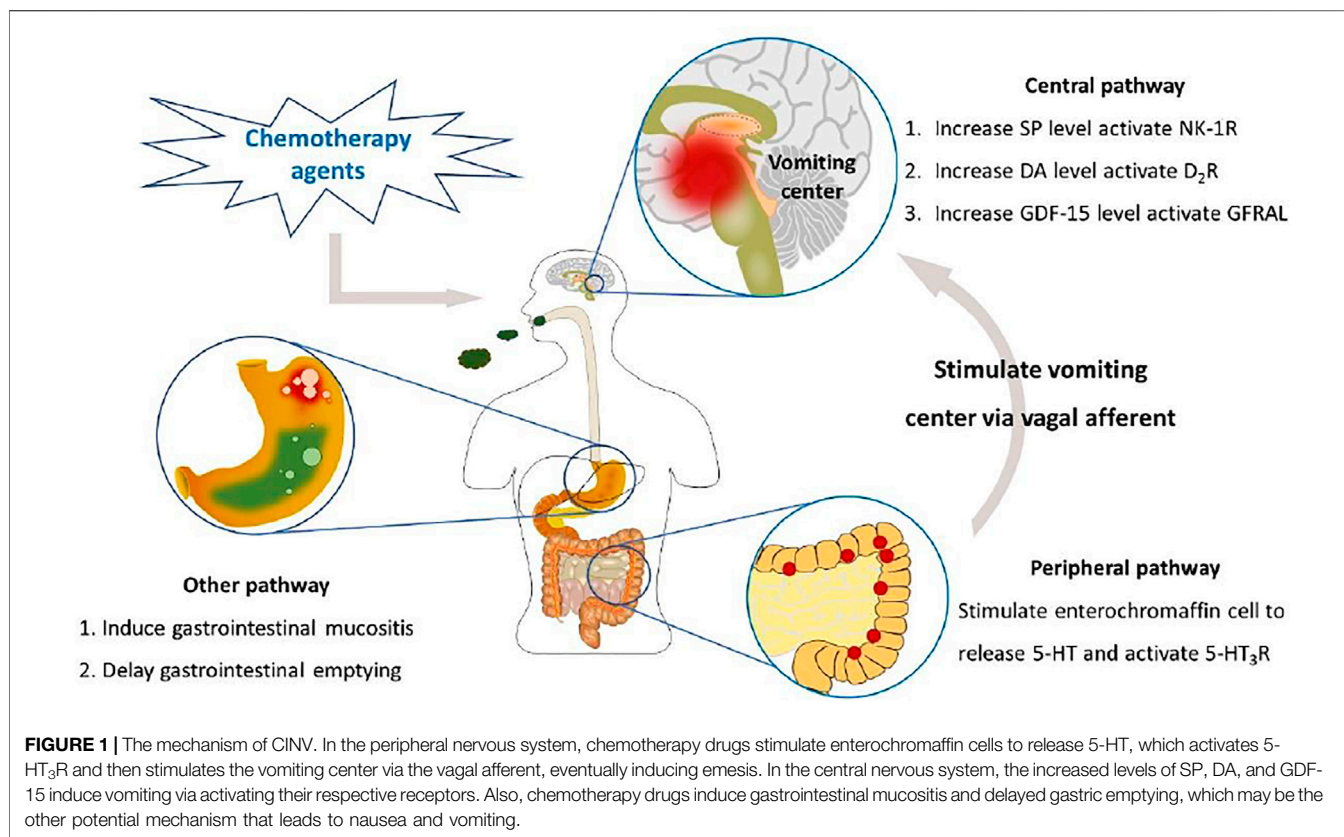 Chemotherapy
agents
Vomiting
center
Central pathway
1. Increase SP level activate NK-1R
2. Increase DA level activate D₂R
3. Increase GDF-15 level activate GFRAL
Stimulate vomiting
center via vagal afferent
Other pathway
1. Induce gastrointestinal mucositis
2. Delay gastrointestinal emptying
Peripheral pathway
Stimulate enterochromaffin cell to
release 5-HT and activate 5-HT₃R
FIGURE 1 | The mechanism of CINV. In the peripheral nervous system, chemotherapy drugs stimulate enterochromaffin cells to release 5-HT, which activates 5-
HT₃R and then stimulates the vomiting center via the vagal afferent, eventually inducing emesis. In the central nervous system, the increased levels of SP, DA, and GDF-
15 induce vomiting via activating their respective receptors. Also, chemotherapy drugs induce gastrointestinal mucositis and delayed gastric emptying, which may be the
other potential mechanism that leads to nausea and vomiting.